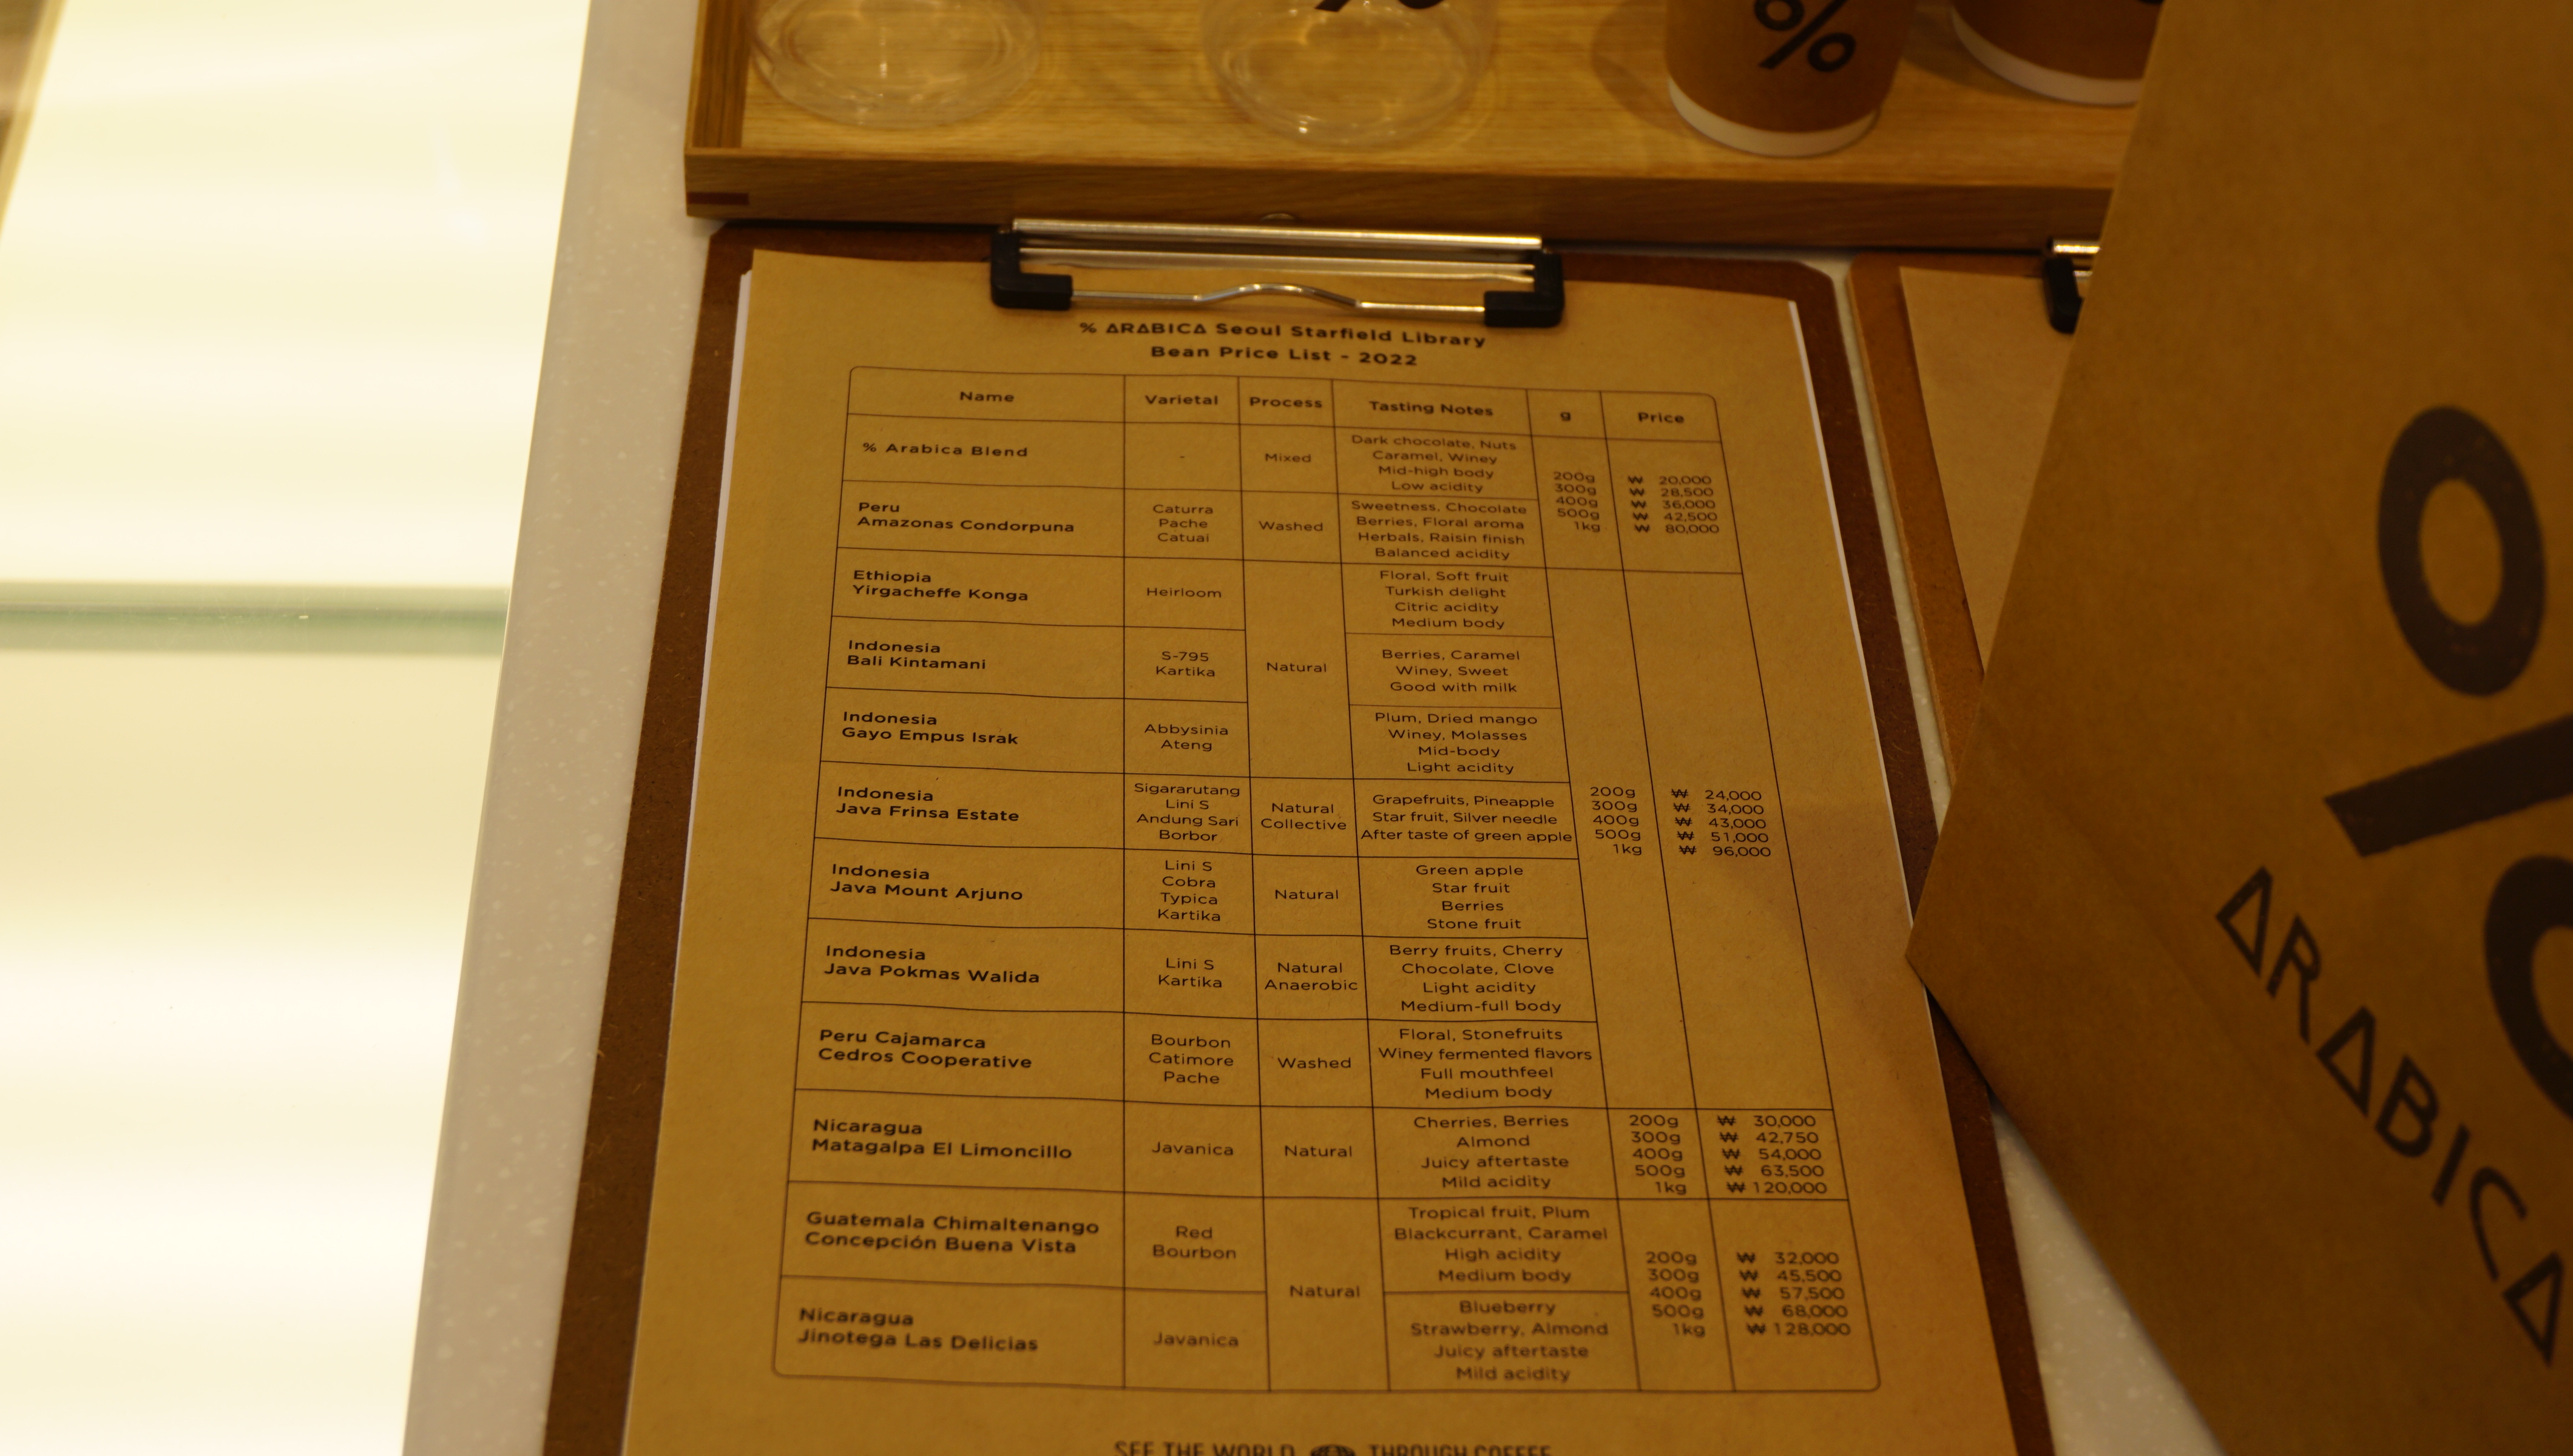 %
%
% ARABICA Seoul Starfield Library
Bean Price List - 2022
Name Varietal Process Tasting Notes g Price
% Arabica Blend
-
Mixed
Dark chocolate, Nuts
Caramel, Winey
Mid-high body
Low acidity
Peru
Amazonas Condorpuna
Caturra
Pache
Catuai
Washed
Sweetness, Chocolate
Berries, Floral aroma
Herbals, Raisin finish
Balanced acidity
200g ₩ 20,000
300g ₩ 28,500
400g ₩ 36,000
500g ₩ 42,500
1kg ₩ 80,000
Ethiopia
Yirgacheffe Konga
Heirloom
Natural
Floral, Soft fruit
Turkish delight
Citric acidity
Medium body
Indonesia
Bali Kintamani
S-795
Kartika
Berries, Caramel
Winey, Sweet
Good with milk
Indonesia
Gayo Empus Israk
Abbysinia
Ateng
Plum, Dried mango
Winey, Molasses
Mid-body
Light acidity
Indonesia
Java Frinsa Estate
Sigararutang
Lini S
Andung Sari
Borbor
Natural
Collective
Grapefruits, Pineapple
Star fruit, Silver needle
After taste of green apple
200g ₩ 24,000
300g ₩ 34,000
400g ₩ 43,000
500g ₩ 51,000
1kg ₩ 96,000
Indonesia
Java Mount Arjuno
Lini S
Cobra
Typica
Kartika
Natural
Green apple
Star fruit
Berries
Stone fruit
Indonesia
Java Pokmas Walida
Lini S
Kartika
Natural
Anaerobic
Berry fruits, Cherry
Chocolate, Clove
Light acidity
Medium-full body
Peru Cajamarca
Cedros Cooperative
Bourbon
Catimore
Pache
Washed
Floral, Stonefruits
Winey fermented flavors
Full mouthfeel
Medium body
Nicaragua
Matagalpa El Limoncillo
Javanica
Natural
Cherries, Berries
Almond
Juicy aftertaste
Mild acidity
200g ₩ 30,000
300g ₩ 42,750
400g ₩ 54,000
500g ₩ 63,500
1kg ₩ 120,000
Guatemala Chimaltenango
Concepción Buena Vista
Red
Bourbon
Natural
Tropical fruit, Plum
Blackcurrant, Caramel
High acidity
Medium body
Nicaragua
Jinotega Las Delicias
Javanica
Blueberry
Strawberry, Almond
Juicy aftertaste
Mild acidity
200g ₩ 32,000
300g ₩ 45,500
400g ₩ 57,500
500g ₩ 68,000
1kg ₩ 128,000
SEE THE WORLD THROUGH COFFEE
%
ARABICA